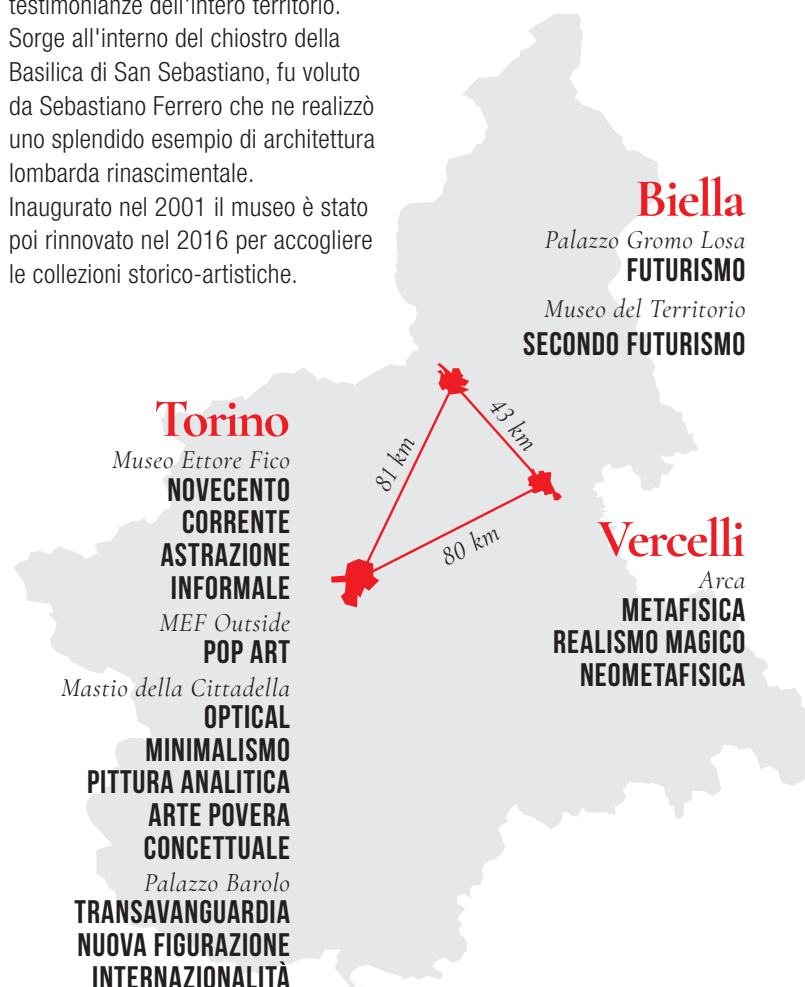 testimonianze dell'intero territorio.
Sorge all'interno del chiostro della
Basilica di San Sebastiano, fu voluto
da Sebastiano Ferrero che ne realizzò
uno splendido esempio di architettura
lombarda rinascimentale.
Inaugurato nel 2001 il museo è stato
poi rinnovato nel 2016 per accogliere
le collezioni storico-artistiche.
Biella
Palazzo Gromo Losa
FUTURISMO
Museo del Territorio
SECONDO FUTURISMO
43 km
81 km
80 km
Torino
Museo Ettore Fico
NOVECENTO
CORRENTE
ASTRAZIONE
INFORMALE
MEF Outside
POP ART
Mastio della Cittadella
OPTICAL
MINIMALISMO
PITTURA ANALITICA
ARTE POVERA
CONCETTUALE
Palazzo Barolo
TRANSAVANGUARDIA
NUOVA FIGURAZIONE
INTERNAZIONALITÀ
Vercelli
Arca
METAFISICA
REALISMO MAGICO
NEOMETAFISICA